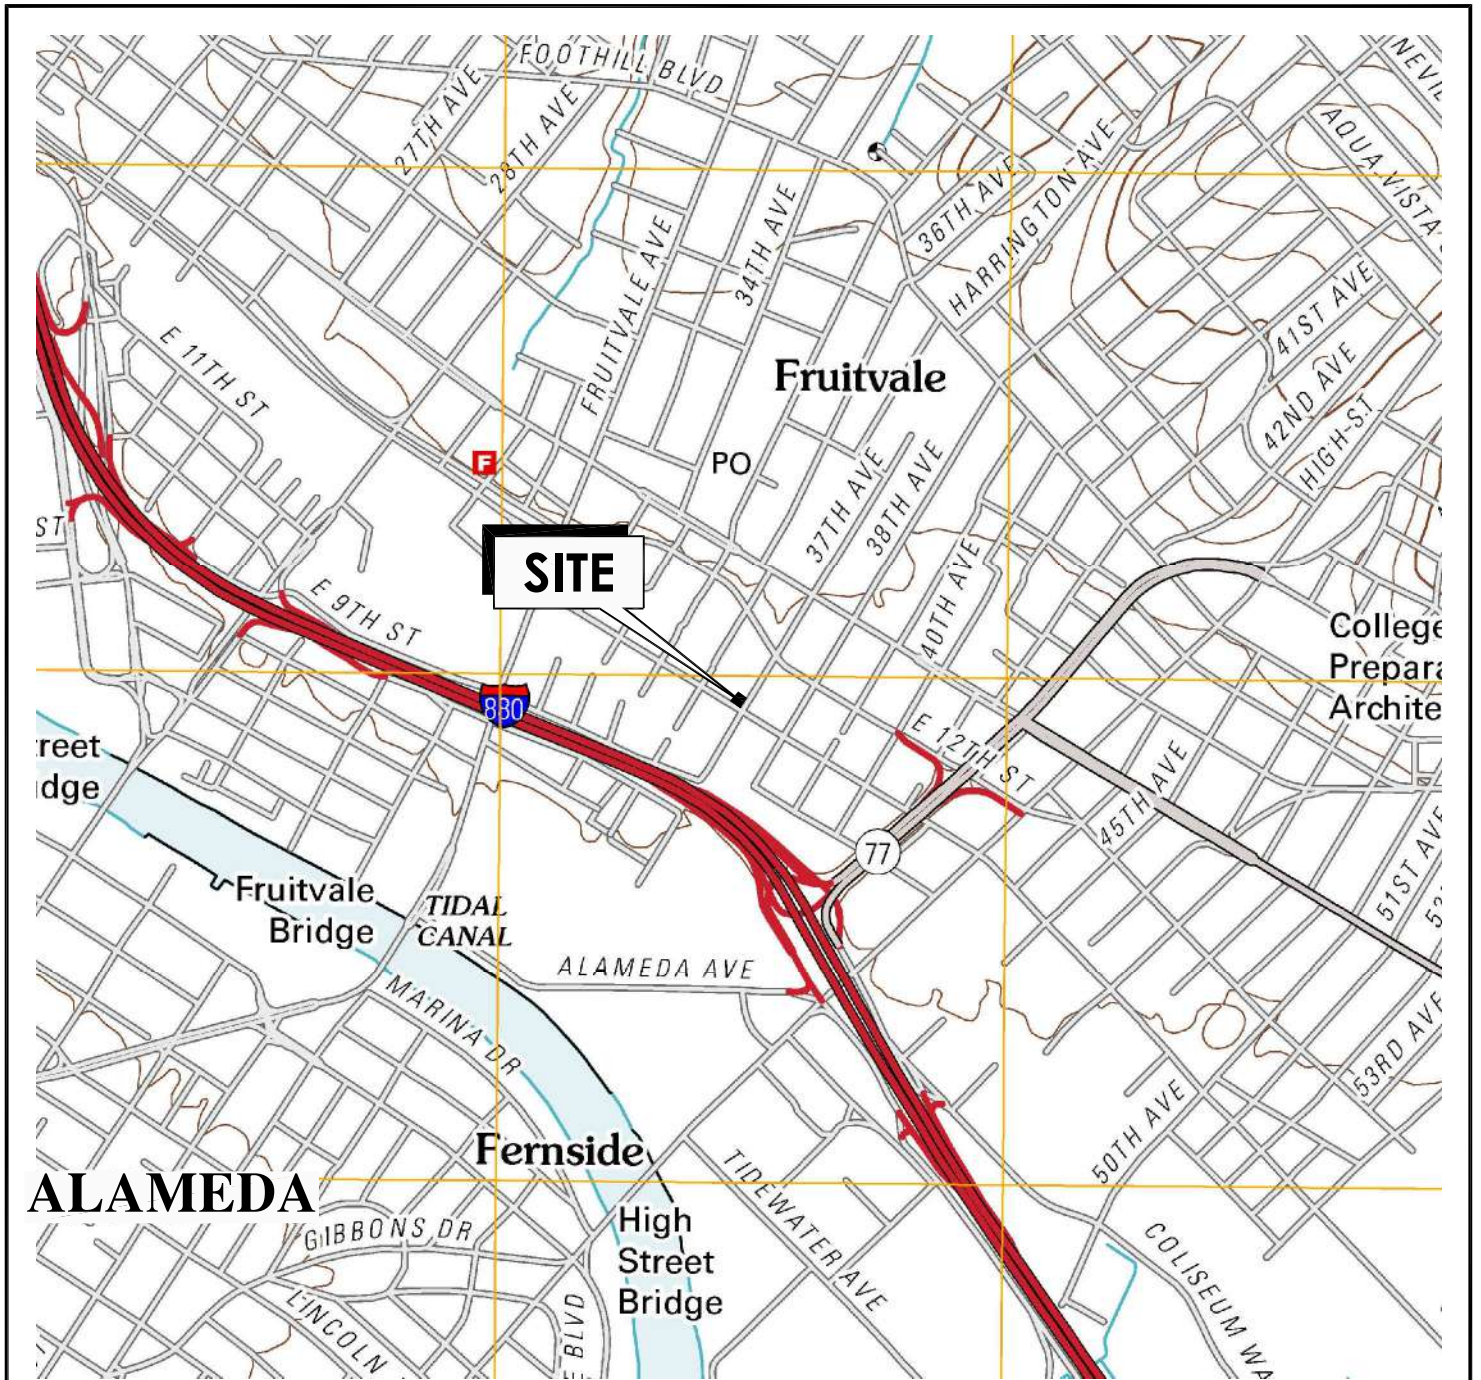 FOOTHILL BLVD
27TH AVE
28TH AVE
AQUA VISTA
36TH AVE
HARRINGTON AVE
34TH AVE
FRUITVALE AVE
41ST AVE
42ND AVE
HIGH ST
E 11TH ST
Fruitvale
F
PO
37TH AVE
38TH AVE
ST
SITE
40TH AVE
E 9TH ST
College
880
E 12TH ST
45TH AVE
77
51ST AVE
Fruitvale
Bridge
TIDAL
CANAL
ALAMEDA AVE
MARINA DR
53RD AVE
50TH AVE
Fernside
TIDEWATER AVE
ALAMEDA
GIBBONS DR
High
Street
Bridge
LINCOLN
BLVD
COLISEUM WA